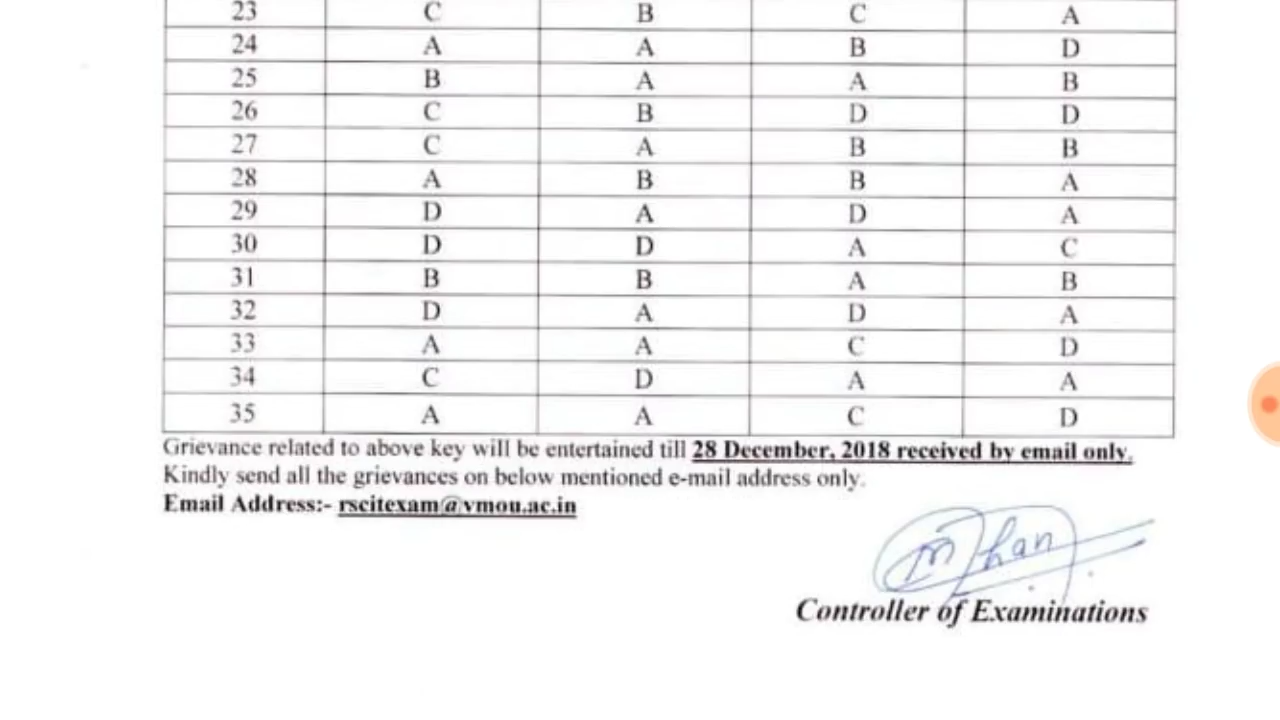 23 C B C A
24 A A B D
25 B A A B
26 C B D D
27 C A B B
28 A B B A
29 D A D A
30 D D A C
31 B B A B
32 D A D A
33 A A C D
34 C D A A
35 A A C D
Grievance related to above key will be entertained till 28 December, 2018 received by email only.
Kindly send all the grievances on below mentioned e-mail address only.
Email Address:- rscitexam@vmou.ac.in
Controller of Examinations